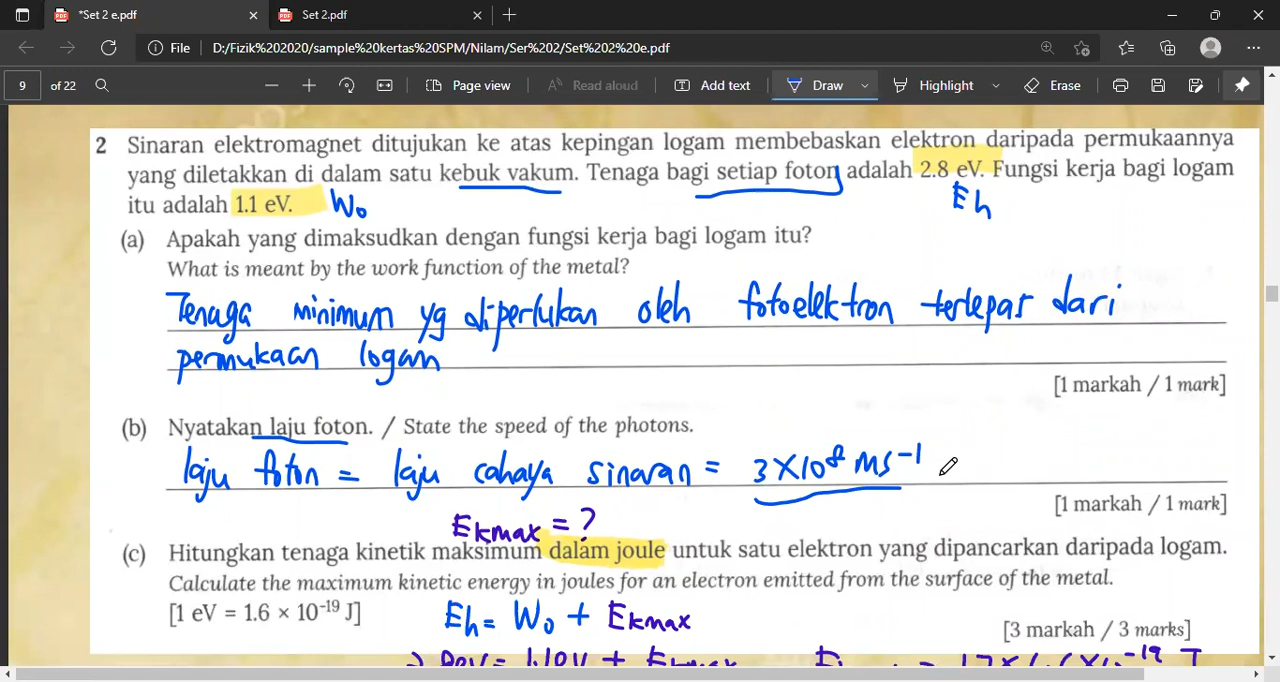 *Set 2 e.pdf
Set 2.pdf
File D:/Fizik%202020/sample%20kertas%20SPM/Nilam/Ser%202/Set%202%20e.pdf
9 of 22 Page view Read aloud Add text Draw Highlight Erase
2 Sinaran elektromagnet ditujukan ke atas kepingan logam membebaskan elektron daripada permukaannya
yang diletakkan di dalam satu kebuk vakum. Tenaga bagi setiap foton adalah 2.8 eV. Fungsi kerja bagi logam
itu adalah 1.1 eV. W₀ Eh
(a) Apakah yang dimaksudkan dengan fungsi kerja bagi logam itu?
What is meant by the work function of the metal?
Tenaga minimum yg diperlukan oleh fotoelektron terlepas dari
permukaan logam
[1 markah / 1 mark]
(b) Nyatakan laju foton. / State the speed of the photons.
laju foton = laju cahaya sinaran = 3×10⁸ ms⁻¹
[1 markah / 1 mark]
Ekmax = ?
(c) Hitungkan tenaga kinetik maksimum dalam joule untuk satu elektron yang dipancarkan daripada logam.
Calculate the maximum kinetic energy in joules for an electron emitted from the surface of the metal.
[1 eV = 1.6 × 10⁻¹⁹ J]
Eh = W₀ + Ekmax
[3 markah / 3 marks]